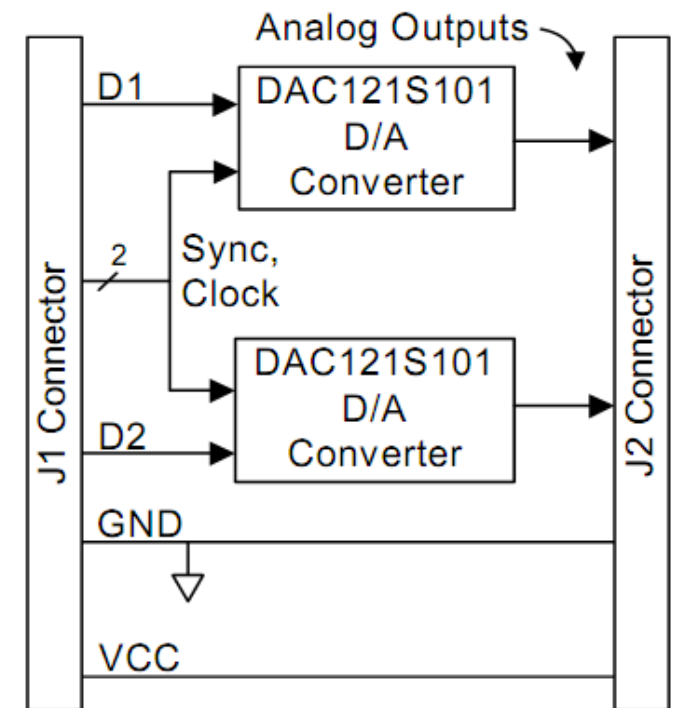 Analog Outputs
D1
DAC121S101
D/A
Converter
2
Sync,
Clock
J1 Connector
J2 Connector
DAC121S101
D/A
Converter
D2
GND
VCC